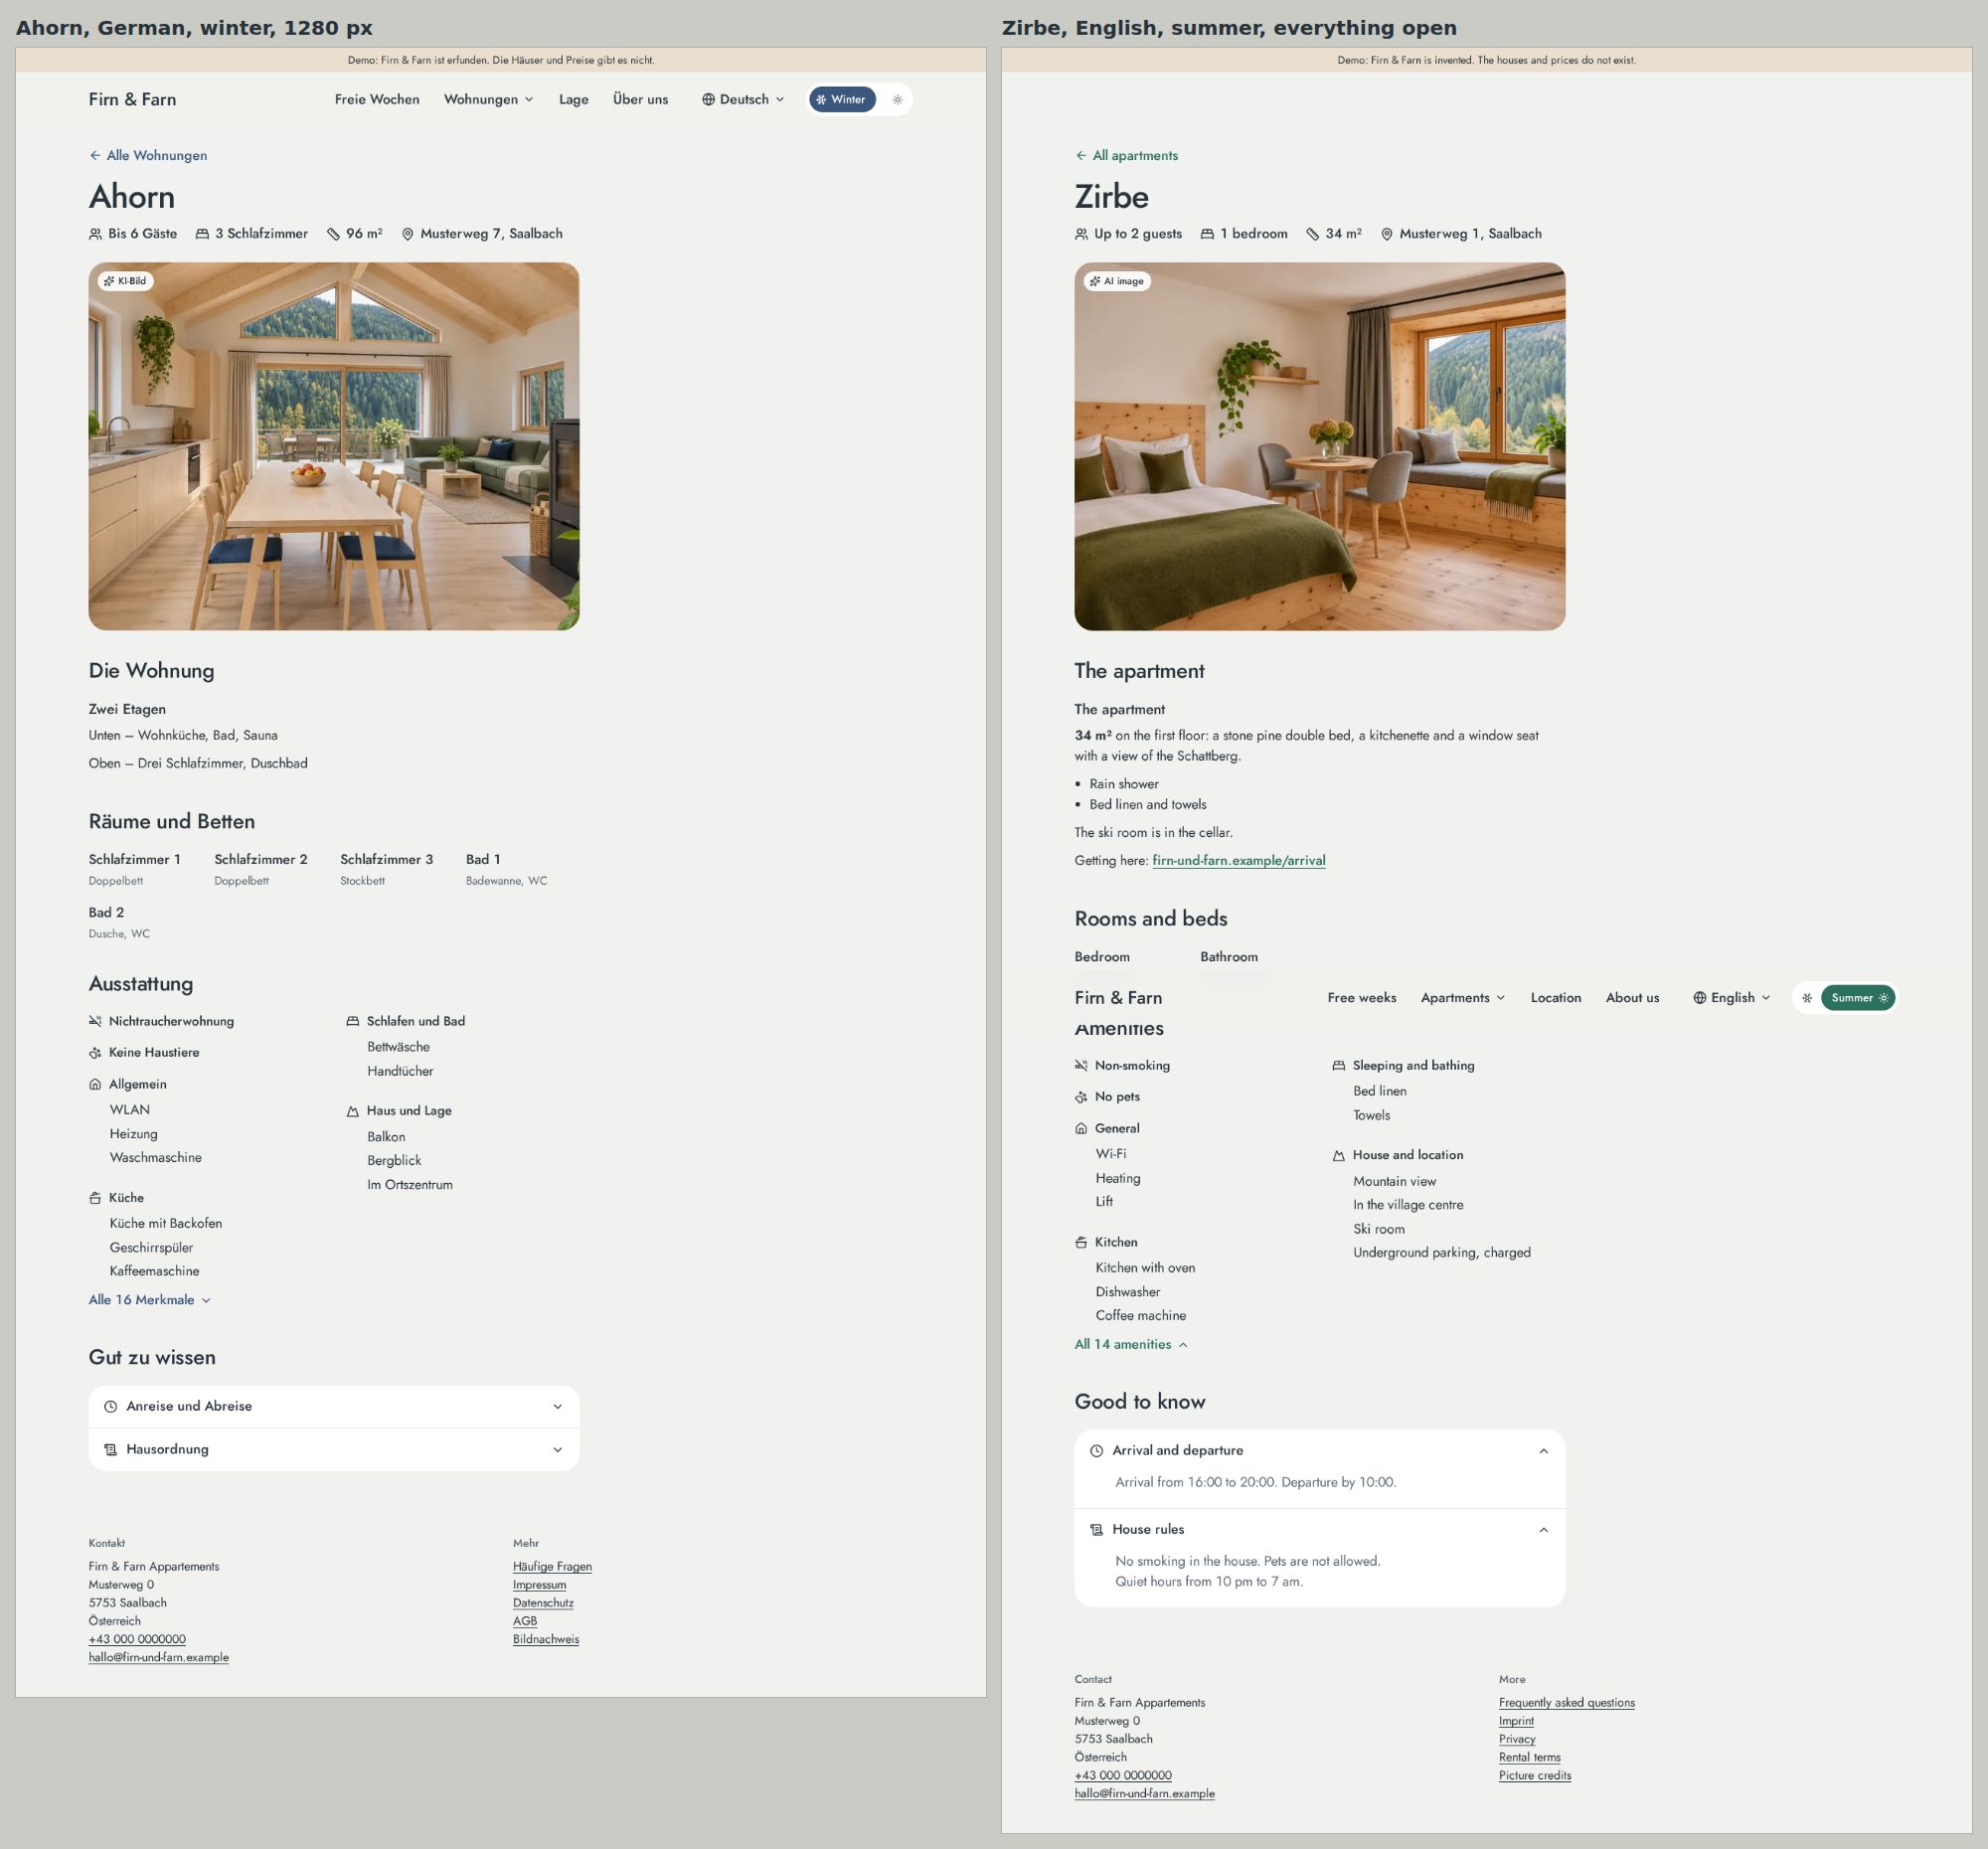 Ahorn, German, winter, 1280 px
Demo: Firn & Farn ist erfunden. Die Häuser und Preise gibt es nicht.
Firn & Farn
Freie Wochen
Wohnungen
Lage
Über uns
Deutsch
Winter
Alle Wohnungen
Ahorn
Bis 6 Gäste
3 Schlafzimmer
96 m²
Musterweg 7, Saalbach
KI-Bild
Die Wohnung
Zwei Etagen
Unten – Wohnküche, Bad, Sauna
Oben – Drei Schlafzimmer, Duschbad
Räume und Betten
Schlafzimmer 1
Doppelbett
Schlafzimmer 2
Doppelbett
Schlafzimmer 3
Stockbett
Bad 1
Badewanne, WC
Bad 2
Dusche, WC
Ausstattung
Nichtraucherwohnung
Keine Haustiere
Allgemein
WLAN
Heizung
Waschmaschine
Küche
Küche mit Backofen
Geschirrspüler
Kaffeemaschine
Schlafen und Bad
Bettwäsche
Handtücher
Haus und Lage
Balkon
Bergblick
Im Ortszentrum
Alle 16 Merkmale
Gut zu wissen
Anreise und Abreise
Hausordnung
Kontakt
Firn & Farn Appartements
Musterweg 0
5753 Saalbach
Österreich
+43 000 0000000
hallo@firn-und-farn.example
Mehr
Häufige Fragen
Impressum
Datenschutz
AGB
Bildnachweis
Zirbe, English, summer, everything open
Demo: Firn & Farn is invented. The houses and prices do not exist.
All apartments
Zirbe
Up to 2 guests
1 bedroom
34 m²
Musterweg 1, Saalbach
AI image
The apartment
The apartment
34 m² on the first floor: a stone pine double bed, a kitchenette and a window seat
with a view of the Schattberg.
• Rain shower
• Bed linen and towels
The ski room is in the cellar.
Getting here: firn-und-farn.example/arrival
Rooms and beds
Bedroom
Bathroom
Firn & Farn
Free weeks
Apartments
Location
About us
English
Summer
Amenities
Non-smoking
No pets
General
Wi-Fi
Heating
Lift
Kitchen
Kitchen with oven
Dishwasher
Coffee machine
Sleeping and bathing
Bed linen
Towels
House and location
Mountain view
In the village centre
Ski room
Underground parking, charged
All 14 amenities
Good to know
Arrival and departure
Arrival from 16:00 to 20:00. Departure by 10:00.
House rules
No smoking in the house. Pets are not allowed.
Quiet hours from 10 pm to 7 am.
Contact
Firn & Farn Appartements
Musterweg 0
5753 Saalbach
Österreich
+43 000 0000000
hallo@firn-und-farn.example
More
Frequently asked questions
Imprint
Privacy
Rental terms
Picture credits